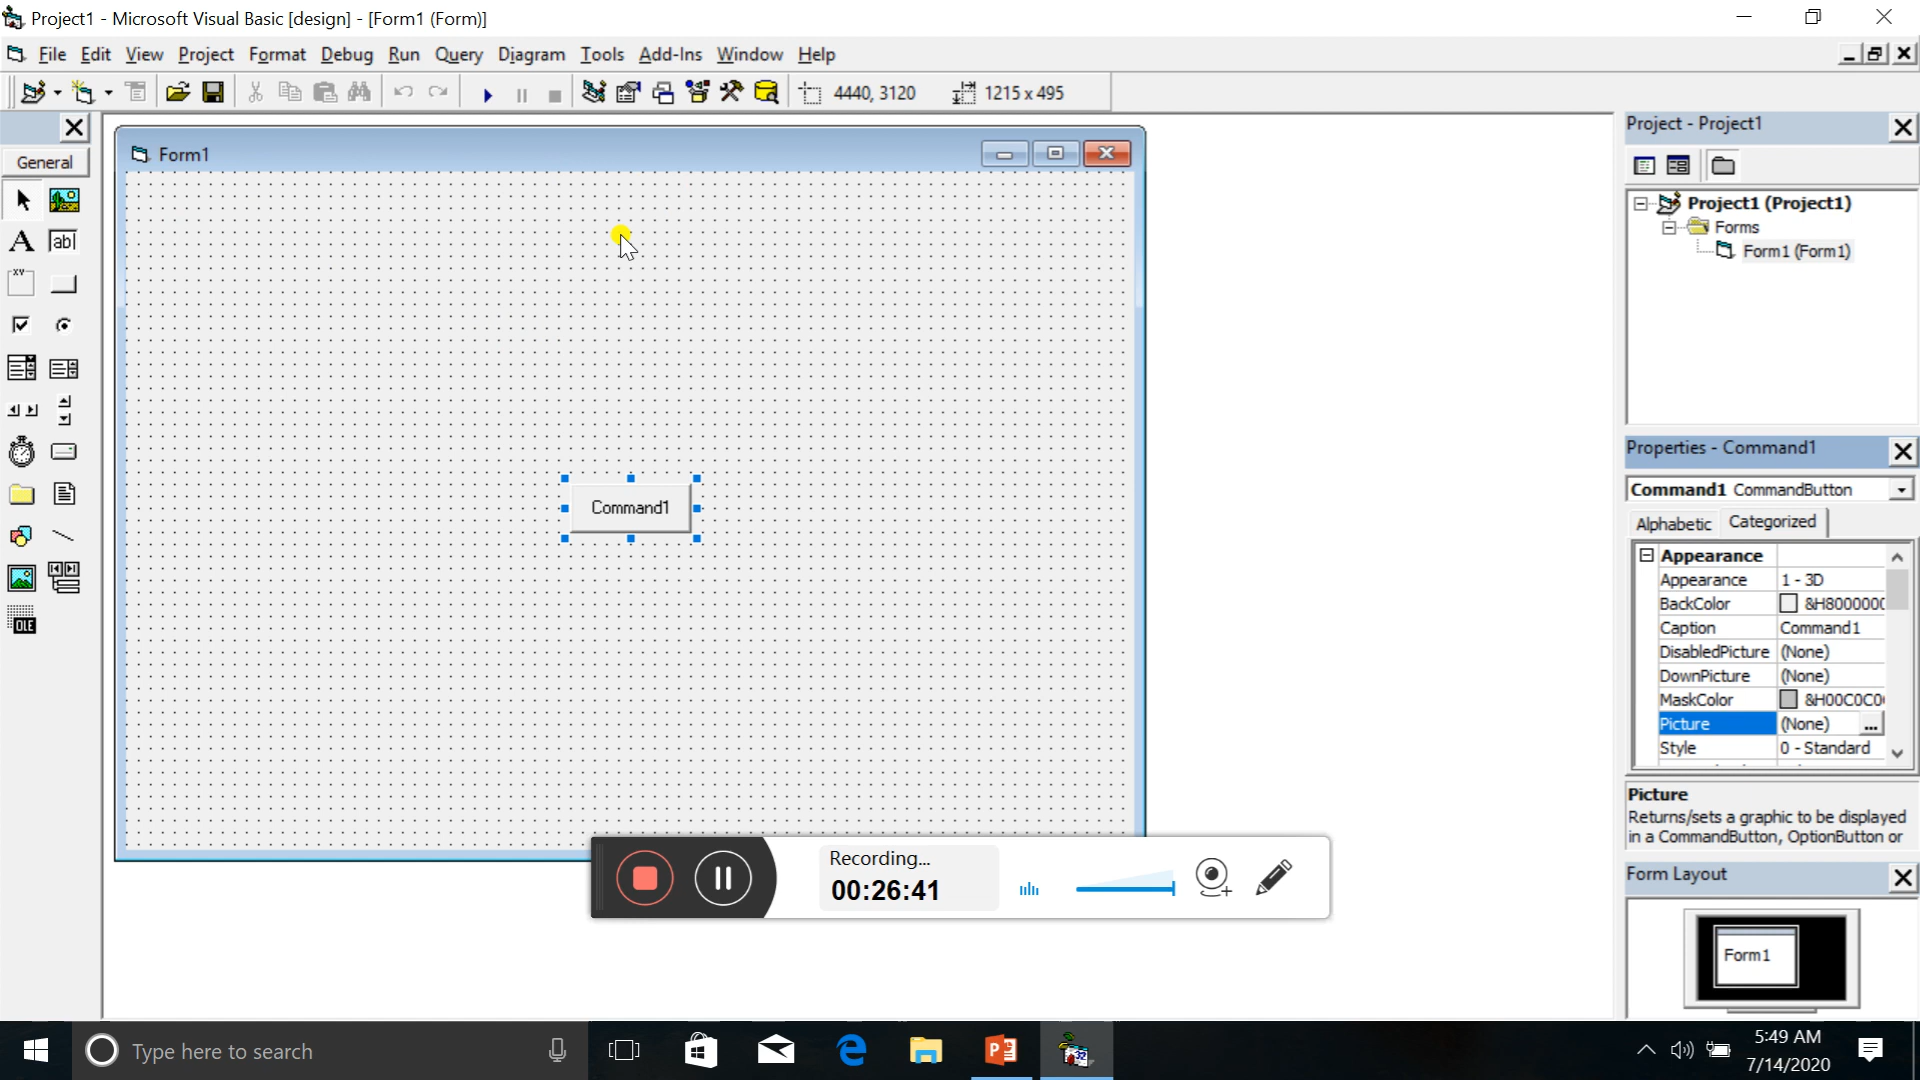 Project1 - Microsoft Visual Basic [design] - [Form1 (Form)]
File Edit View Project Format Debug Run Query Diagram Tools Add-Ins Window Help
4440, 3120 1215 x 495
General
Form1
A
ab|
XY
OLE
Command1
Project - Project1
Project1 (Project1)
Forms
Form1 (Form1)
Properties - Command1
Command1 CommandButton
Alphabetic Categorized
Appearance
Appearance 1 - 3D
BackColor &H8000000
Caption Command1
DisabledPicture (None)
DownPicture (None)
MaskColor &H00C0C0
Picture (None) ...
Style 0 - Standard
Picture
Returns/sets a graphic to be displayed
in a CommandButton, OptionButton or
Form Layout
Form1
Recording...
00:26:41
Type here to search
5:49 AM
7/14/2020